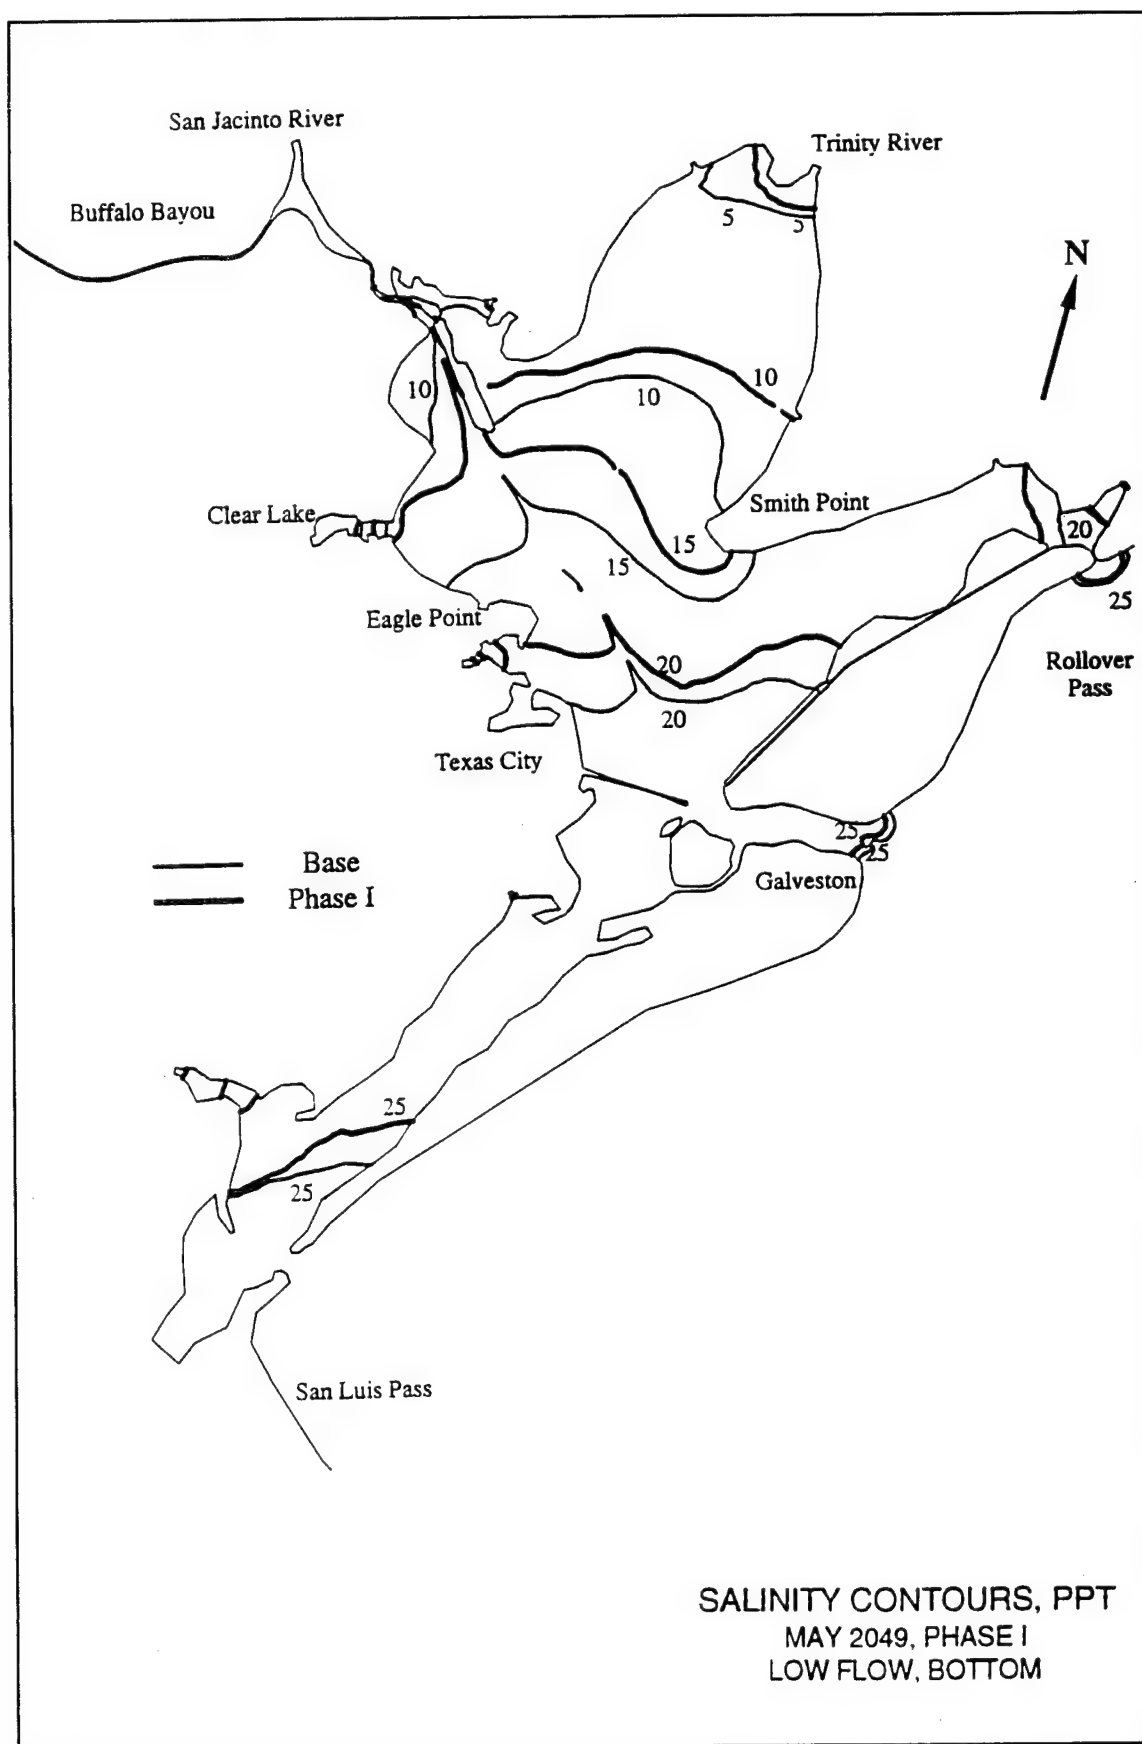 San Jacinto River
Trinity River
Buffalo Bayou
5
5
N
10
10
10
Smith Point
Clear Lake
15
15
20
25
Eagle Point
20
Rollover
Pass
20
Texas City
25
25
Base
Phase I
Galveston
25
25
San Luis Pass
SALINITY CONTOURS, PPT
MAY 2049, PHASE I
LOW FLOW, BOTTOM